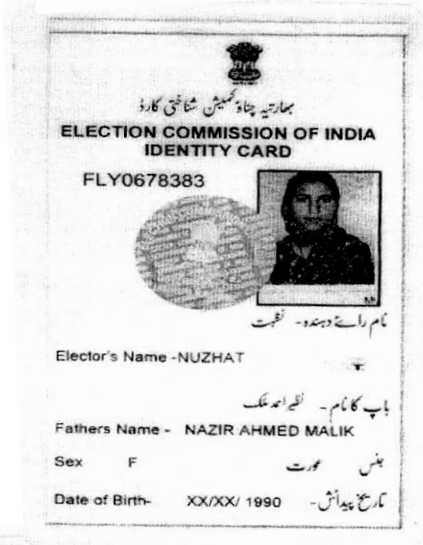 بھارتیہ چناؤ کمیشن شناختی کارڈ
ELECTION COMMISSION OF INDIA
IDENTITY CARD
FLY0678383
نام رائے دہندہ -
Elector's Name -NUZHAT
باپ کا نام - نظیر احمد ملک
Fathers Name - NAZIR AHMED MALIK
Sex F عورت جنس
Date of Birth- XX/XX/ 1990 تاریخ پیدائش -